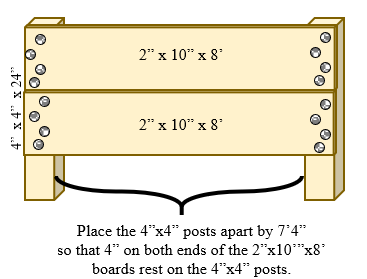 2” x 10” x 8’
4” x 4” x 24”
2” x 10” x 8’
Place the 4”x4” posts apart by 7’4”
so that 4” on both ends of the 2”x10’”x8’
boards rest on the 4”x4” posts.